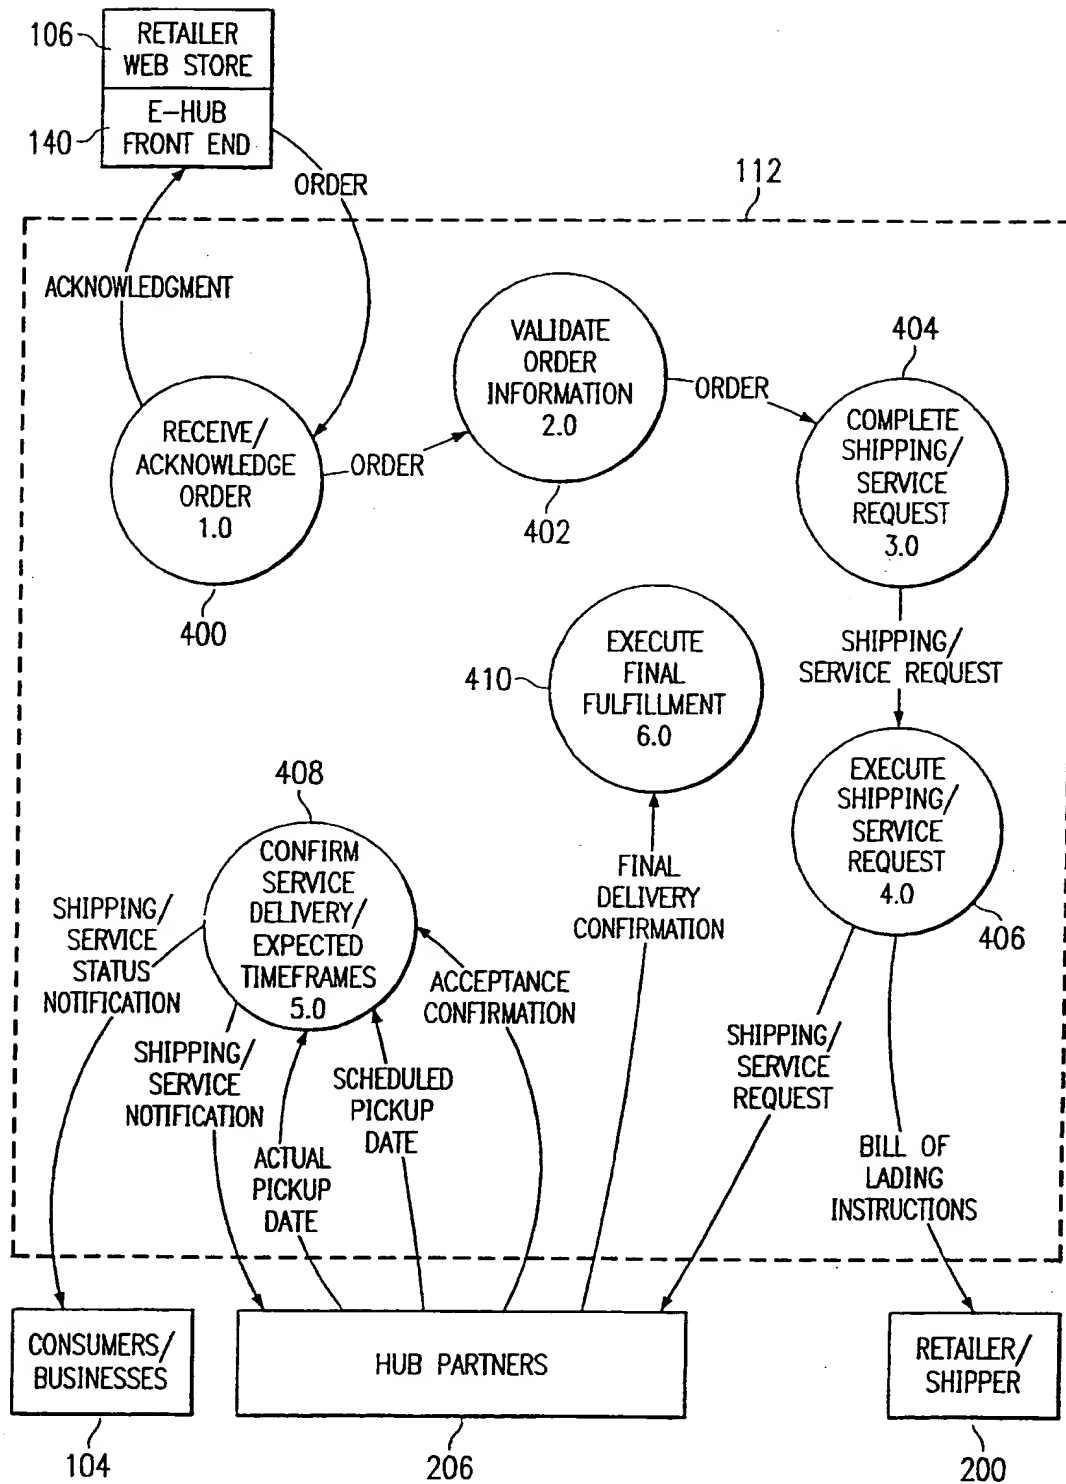 106
RETAILER
WEB STORE
140
E-HUB
FRONT END
ORDER
112
ACKNOWLEDGMENT
RECEIVE/
ACKNOWLEDGE
ORDER
1.0
400
ORDER
VALIDATE
ORDER
INFORMATION
2.0
402
ORDER
404
COMPLETE
SHIPPING/
SERVICE
REQUEST
3.0
SHIPPING/
SERVICE REQUEST
410
EXECUTE
FINAL
FULFILLMENT
6.0
EXECUTE
SHIPPING/
SERVICE
REQUEST
4.0
406
408
CONFIRM
SERVICE
DELIVERY/
EXPECTED
TIMEFRAMES
5.0
SHIPPING/
SERVICE
STATUS
NOTIFICATION
SHIPPING/
SERVICE
NOTIFICATION
ACTUAL
PICKUP
DATE
SCHEDULED
PICKUP
DATE
ACCEPTANCE
CONFIRMATION
FINAL
DELIVERY
CONFIRMATION
SHIPPING/
SERVICE
REQUEST
BILL OF
LADING
INSTRUCTIONS
CONSUMERS/
BUSINESSES
104
HUB PARTNERS
206
RETAILER/
SHIPPER
200